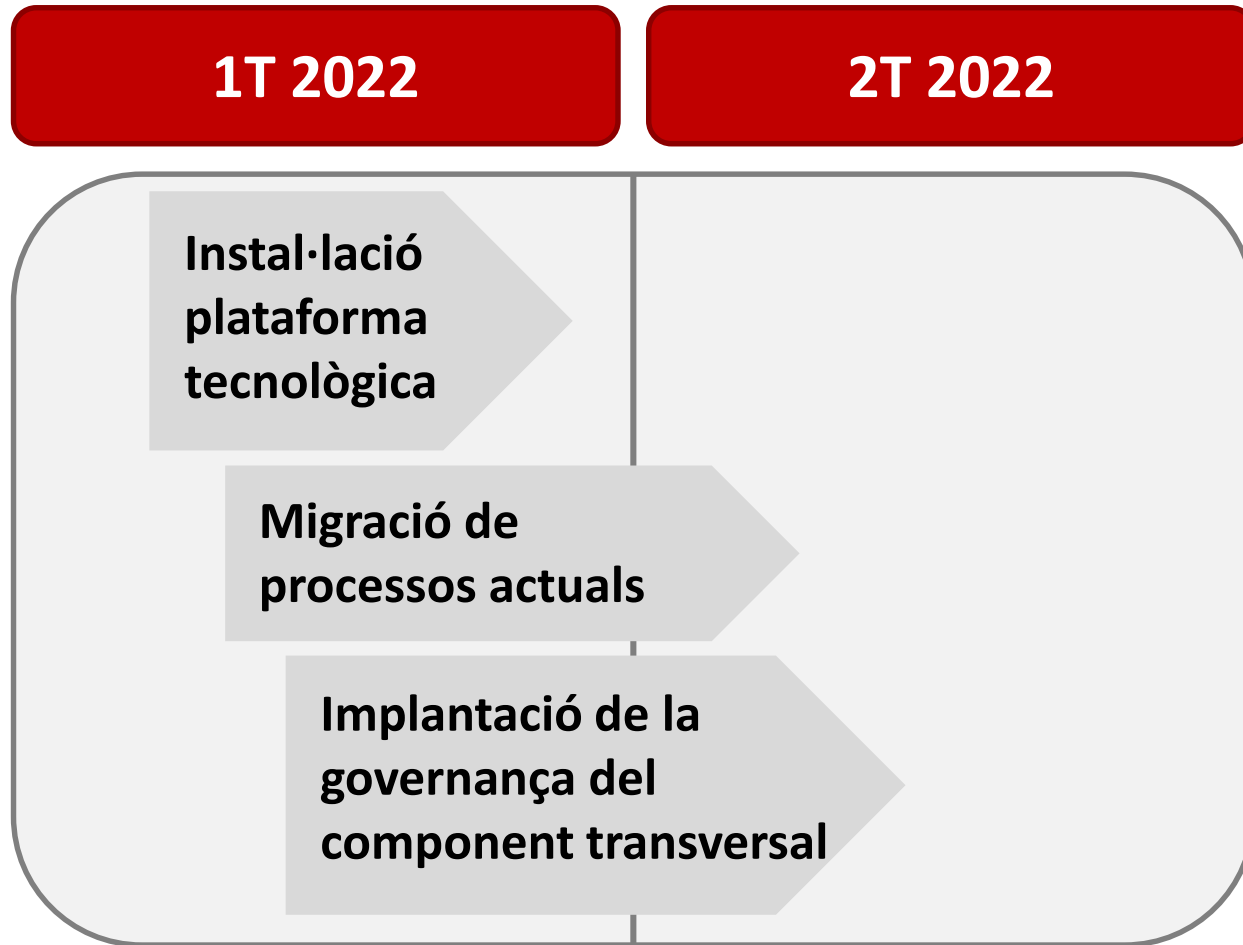 1T 2022
2T 2022
Instal·lació
plataforma
tecnològica
Migració de
processos actuals
Implantació de la
governança del
component transversal